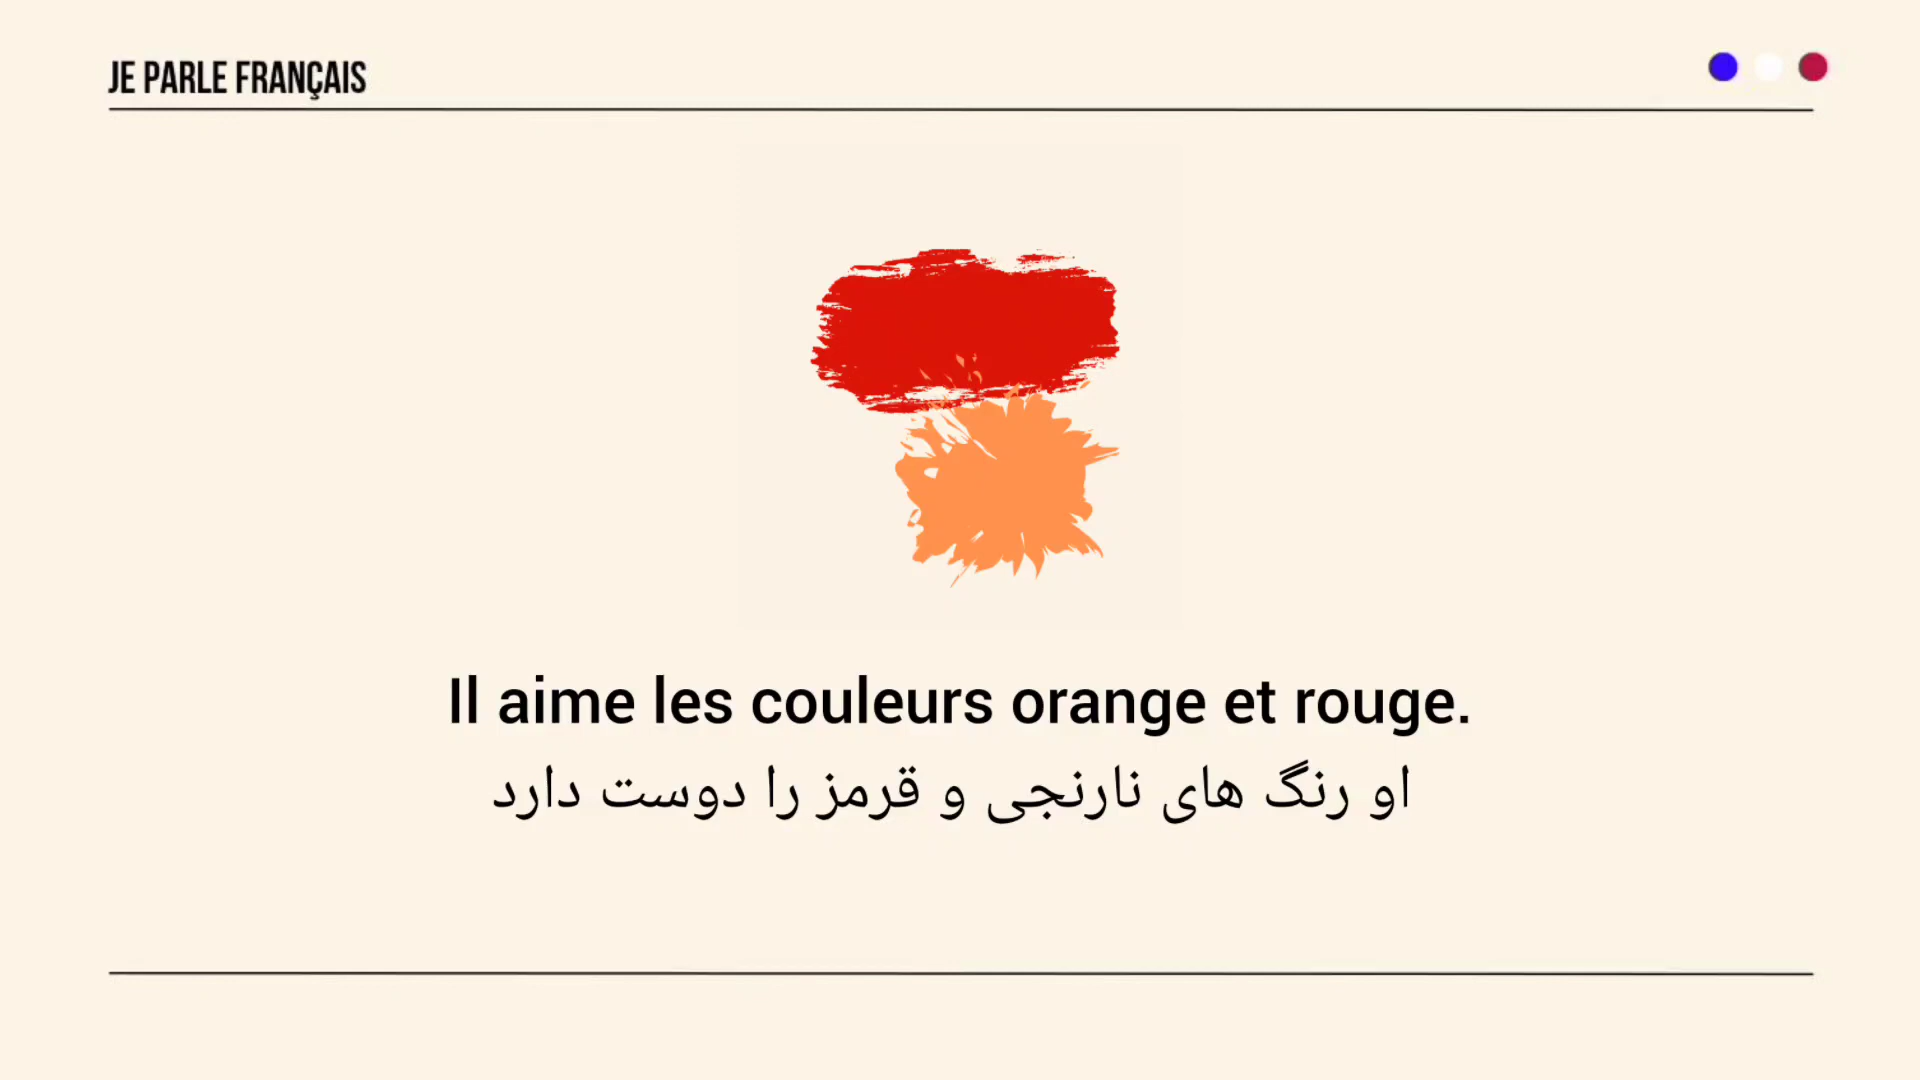 JE PARLE FRANÇAIS
Il aime les couleurs orange et rouge.
او رنگ های نارنجی و قرمز را دوست دارد